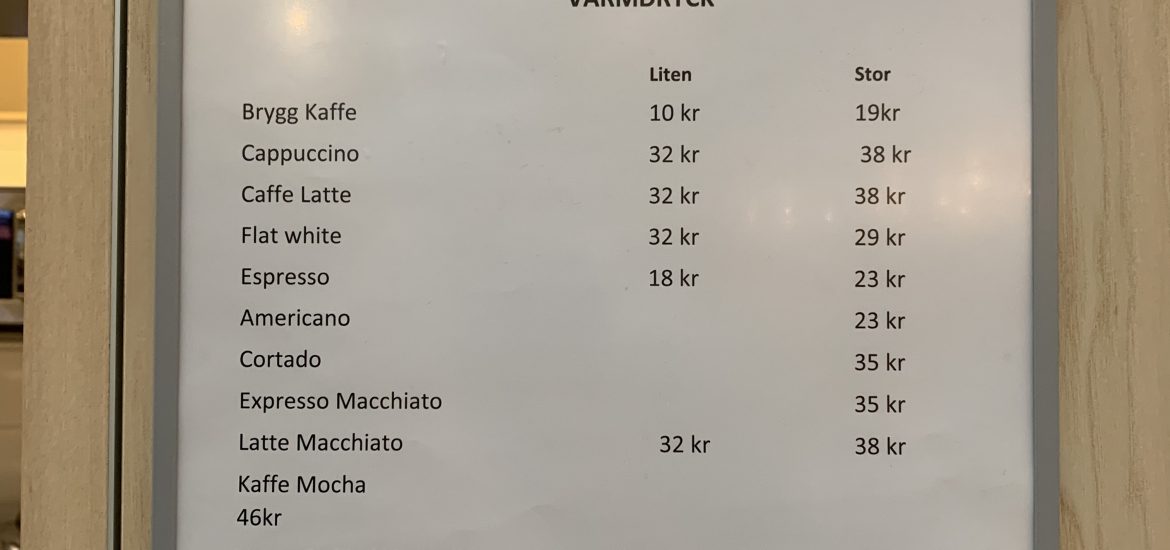 VARMDRYCK
Liten Stor
Brygg Kaffe 10 kr 19kr
Cappuccino 32 kr 38 kr
Caffe Latte 32 kr 38 kr
Flat white 32 kr 29 kr
Espresso 18 kr 23 kr
Americano 23 kr
Cortado 35 kr
Expresso Macchiato 35 kr
Latte Macchiato 32 kr 38 kr
Kaffe Mocha
46kr